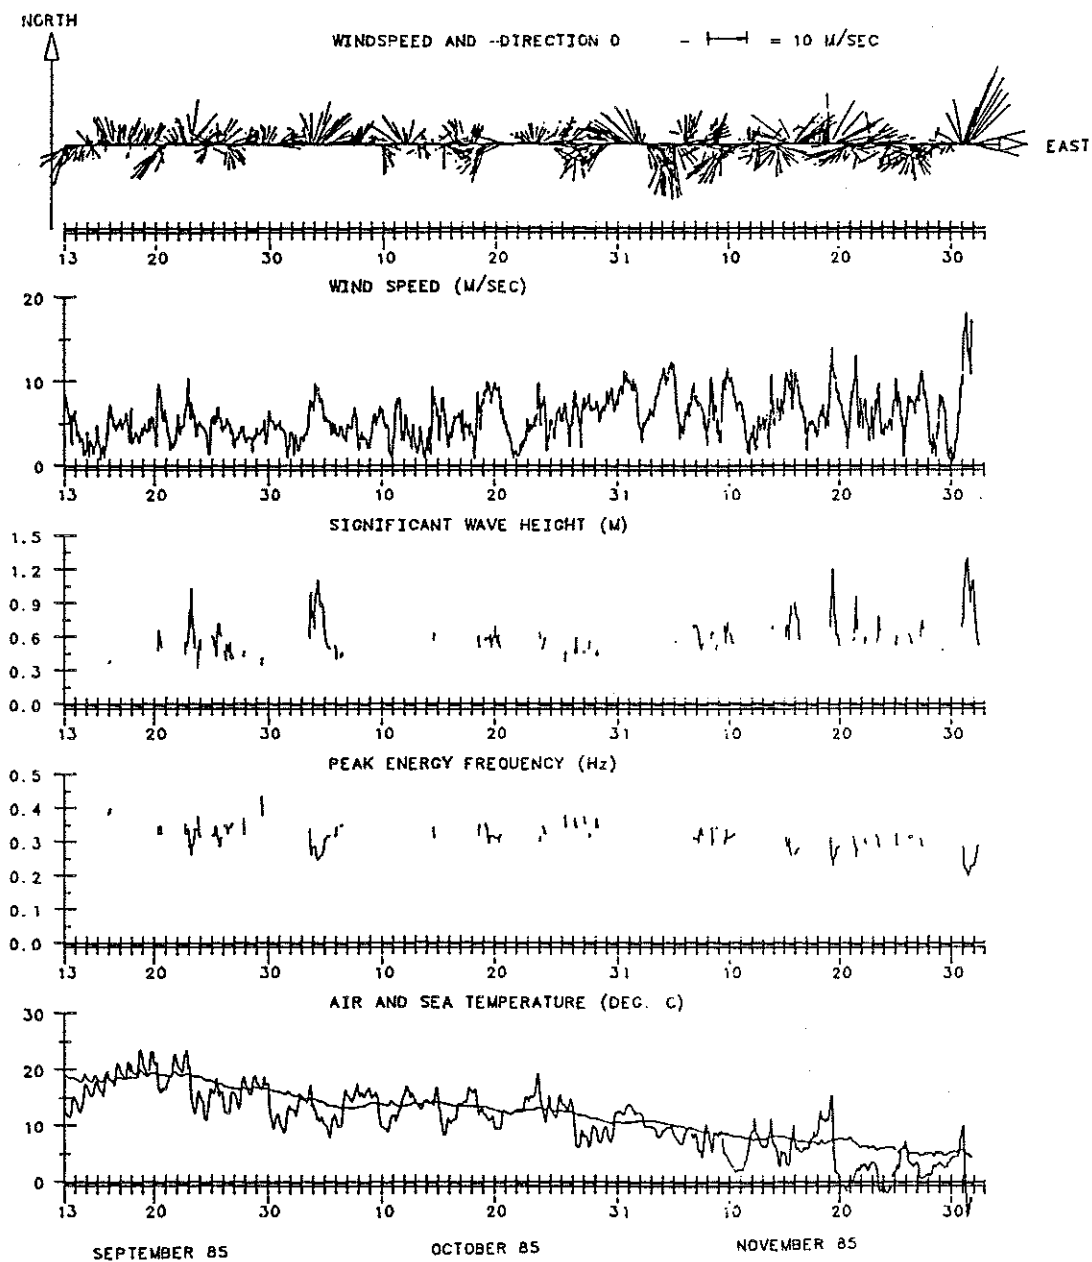 NORTH
WINDSPEED AND -DIRECTION 0 - = 10 M/SEC
EAST
13 20 30 10 20 31 10 20 30
WIND SPEED (M/SEC)
20
10
0
13 20 30 10 20 31 10 20 30
SIGNIFICANT WAVE HEIGHT (M)
1.5
1.2
0.9
0.6
0.3
0.0
13 20 30 10 20 31 10 20 30
PEAK ENERGY FREQUENCY (Hz)
0.5
0.4
0.3
0.2
0.1
0.0
13 20 30 10 20 31 10 20 30
AIR AND SEA TEMPERATURE (DEG. C)
30
20
10
0
13 20 30 10 20 31 10 20 30
SEPTEMBER 85 OCTOBER 85 NOVEMBER 85